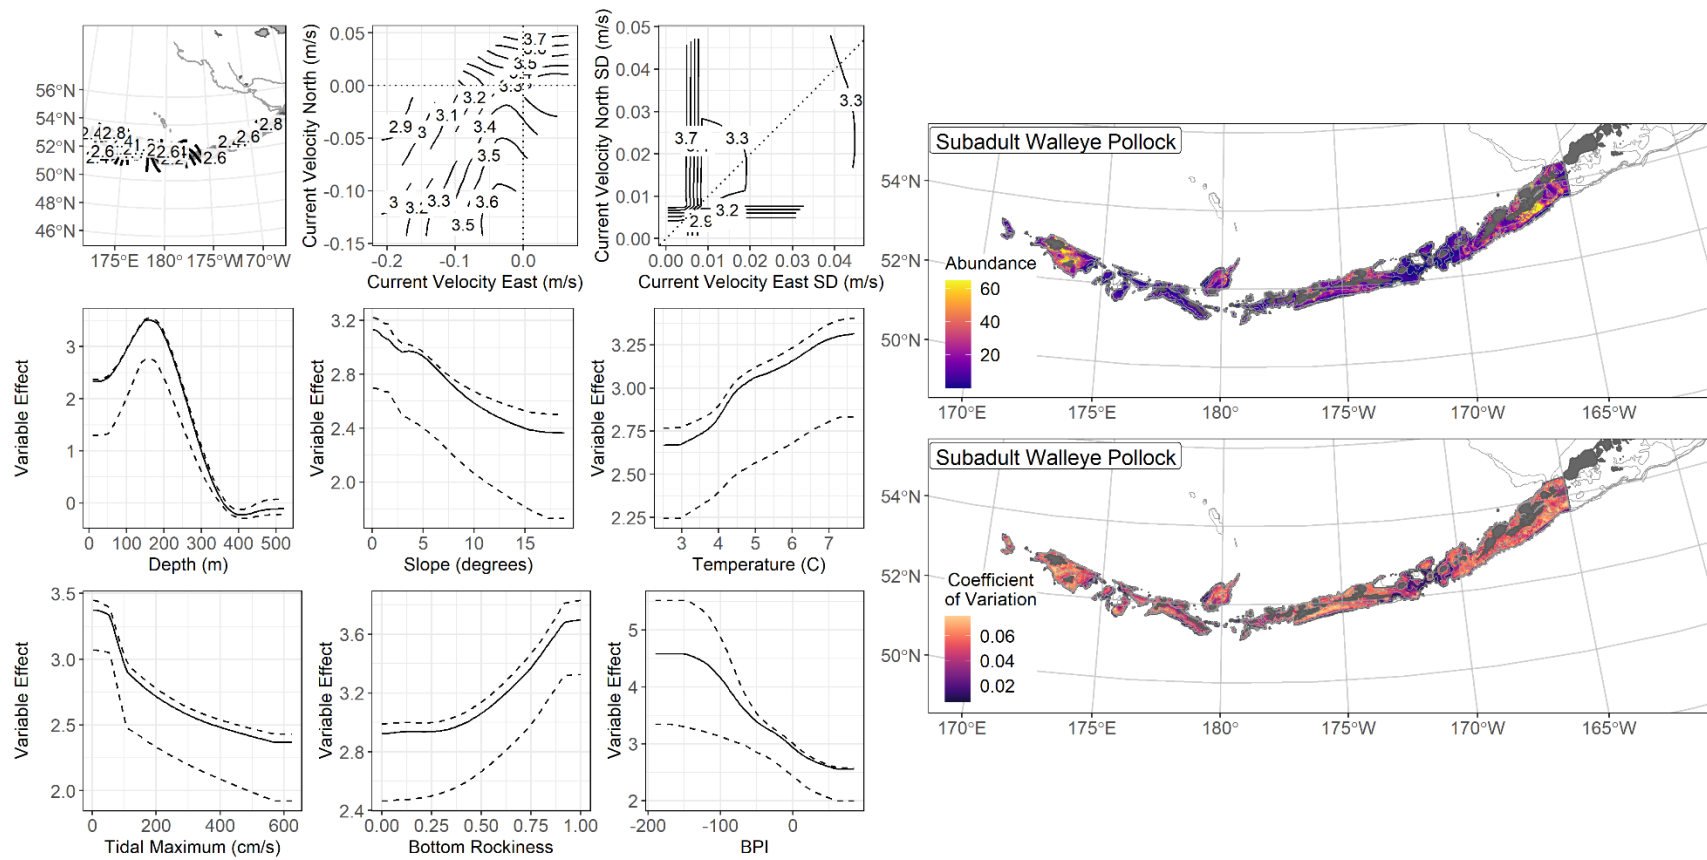 56°N
54°N
52°N
50°N
48°N
46°N
175°E 180° 175°W 170°W
2.8
2.6
2.6
2.8
Current Velocity North (m/s)
0.05
0.00
-0.05
-0.10
-0.15
3.7
3.5
3.2
3.1
2.9
3
3.4
3.5
3
3.2
3.3
3.6
3.5
-0.2
-0.1
0.0
Current Velocity East (m/s)
Current Velocity North SD (m/s)
0.05
0.04
0.03
0.02
0.01
0.00
3.3
3.7
3.3
3.2
2.9
0.00 0.01 0.02 0.03 0.04
Current Velocity East SD (m/s)
Variable Effect
3
2
1
0
0 100 200 300 400 500
Depth (m)
Variable Effect
3.2
2.8
2.4
2.0
0 5 10 15
Slope (degrees)
Variable Effect
3.25
3.00
2.75
2.50
2.25
3 4 5 6 7
Temperature (C)
Variable Effect
3.5
3.0
2.5
2.0
0 200 400 600
Tidal Maximum (cm/s)
Variable Effect
3.6
3.2
2.8
2.4
0.00 0.25 0.50 0.75 1.00
Bottom Rockiness
Variable Effect
5
4
3
2
-200 -100 0
BPI
Subadult Walleye Pollock
54°N
52°N
50°N
Abundance
60
40
20
170°E 175°E 180° 175°W 170°W 165°W
Subadult Walleye Pollock
54°N
52°N
50°N
Coefficient
of Variation
0.06
0.04
0.02
170°E 175°E 180° 175°W 170°W 165°W